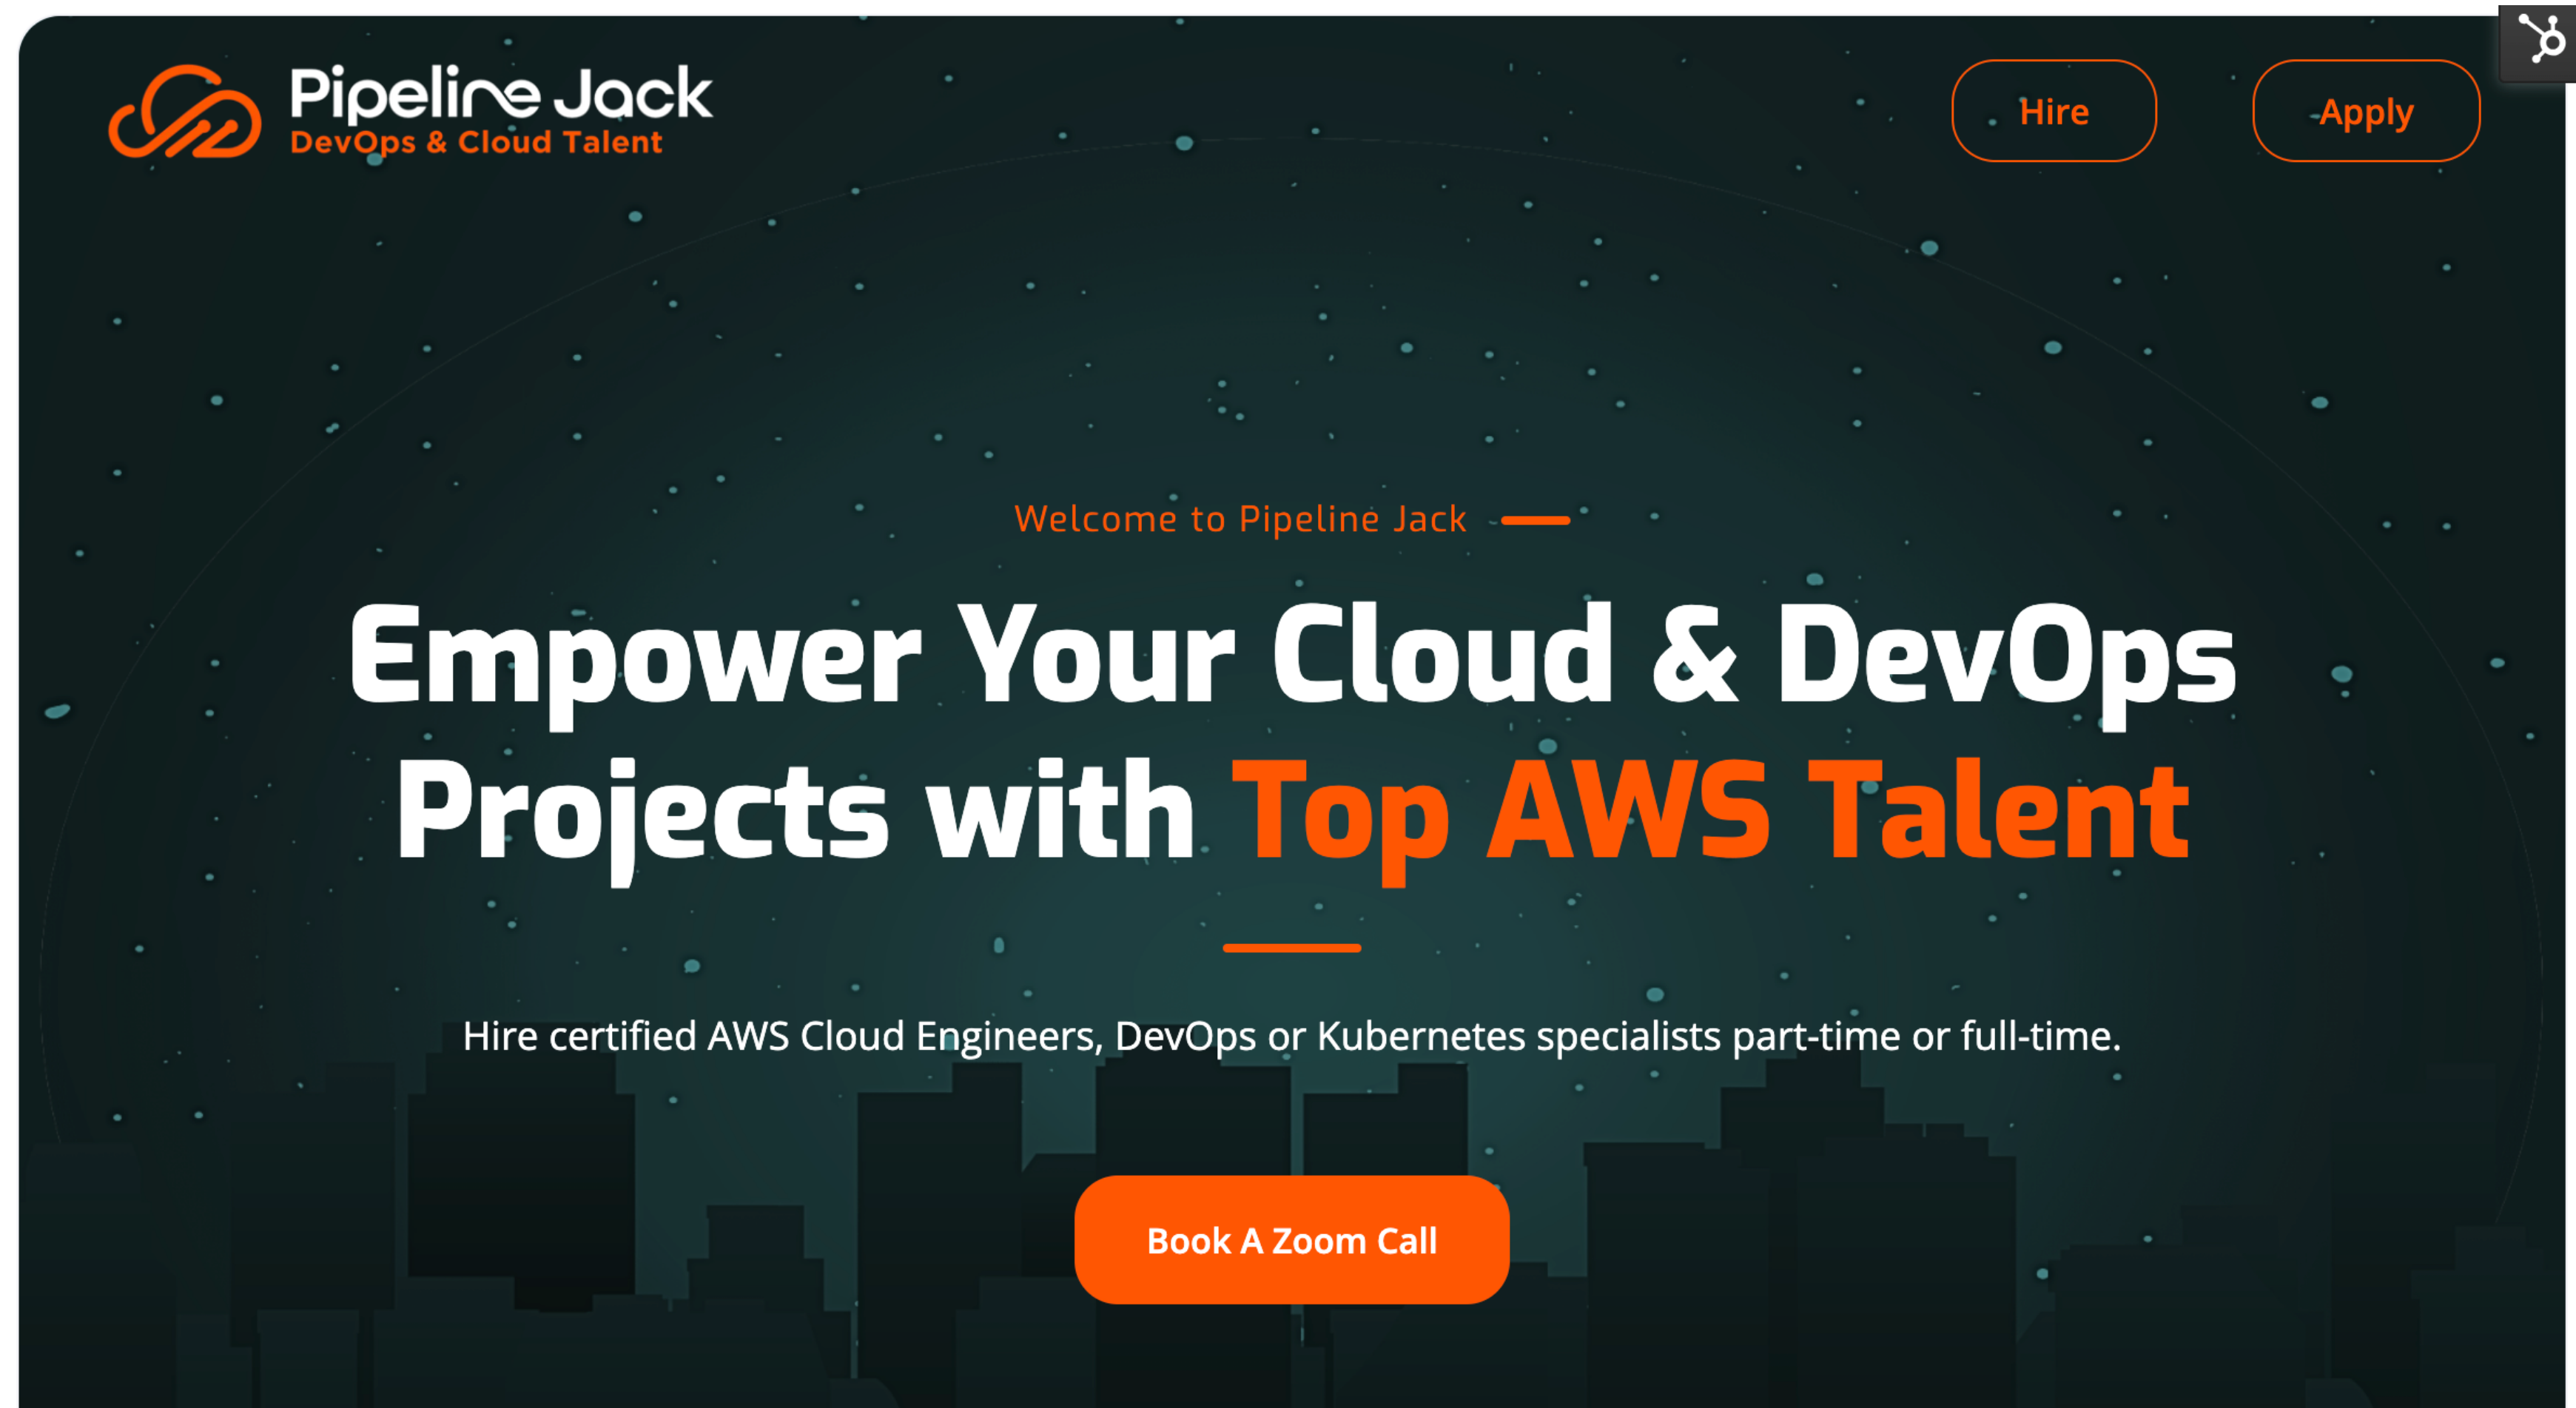 Pipeline Jack
DevOps & Cloud Talent
Hire
Apply
Welcome to Pipeline Jack
Empower Your Cloud & DevOps
Projects with Top AWS Talent
Hire certified AWS Cloud Engineers, DevOps or Kubernetes specialists part-time or full-time.
Book A Zoom Call